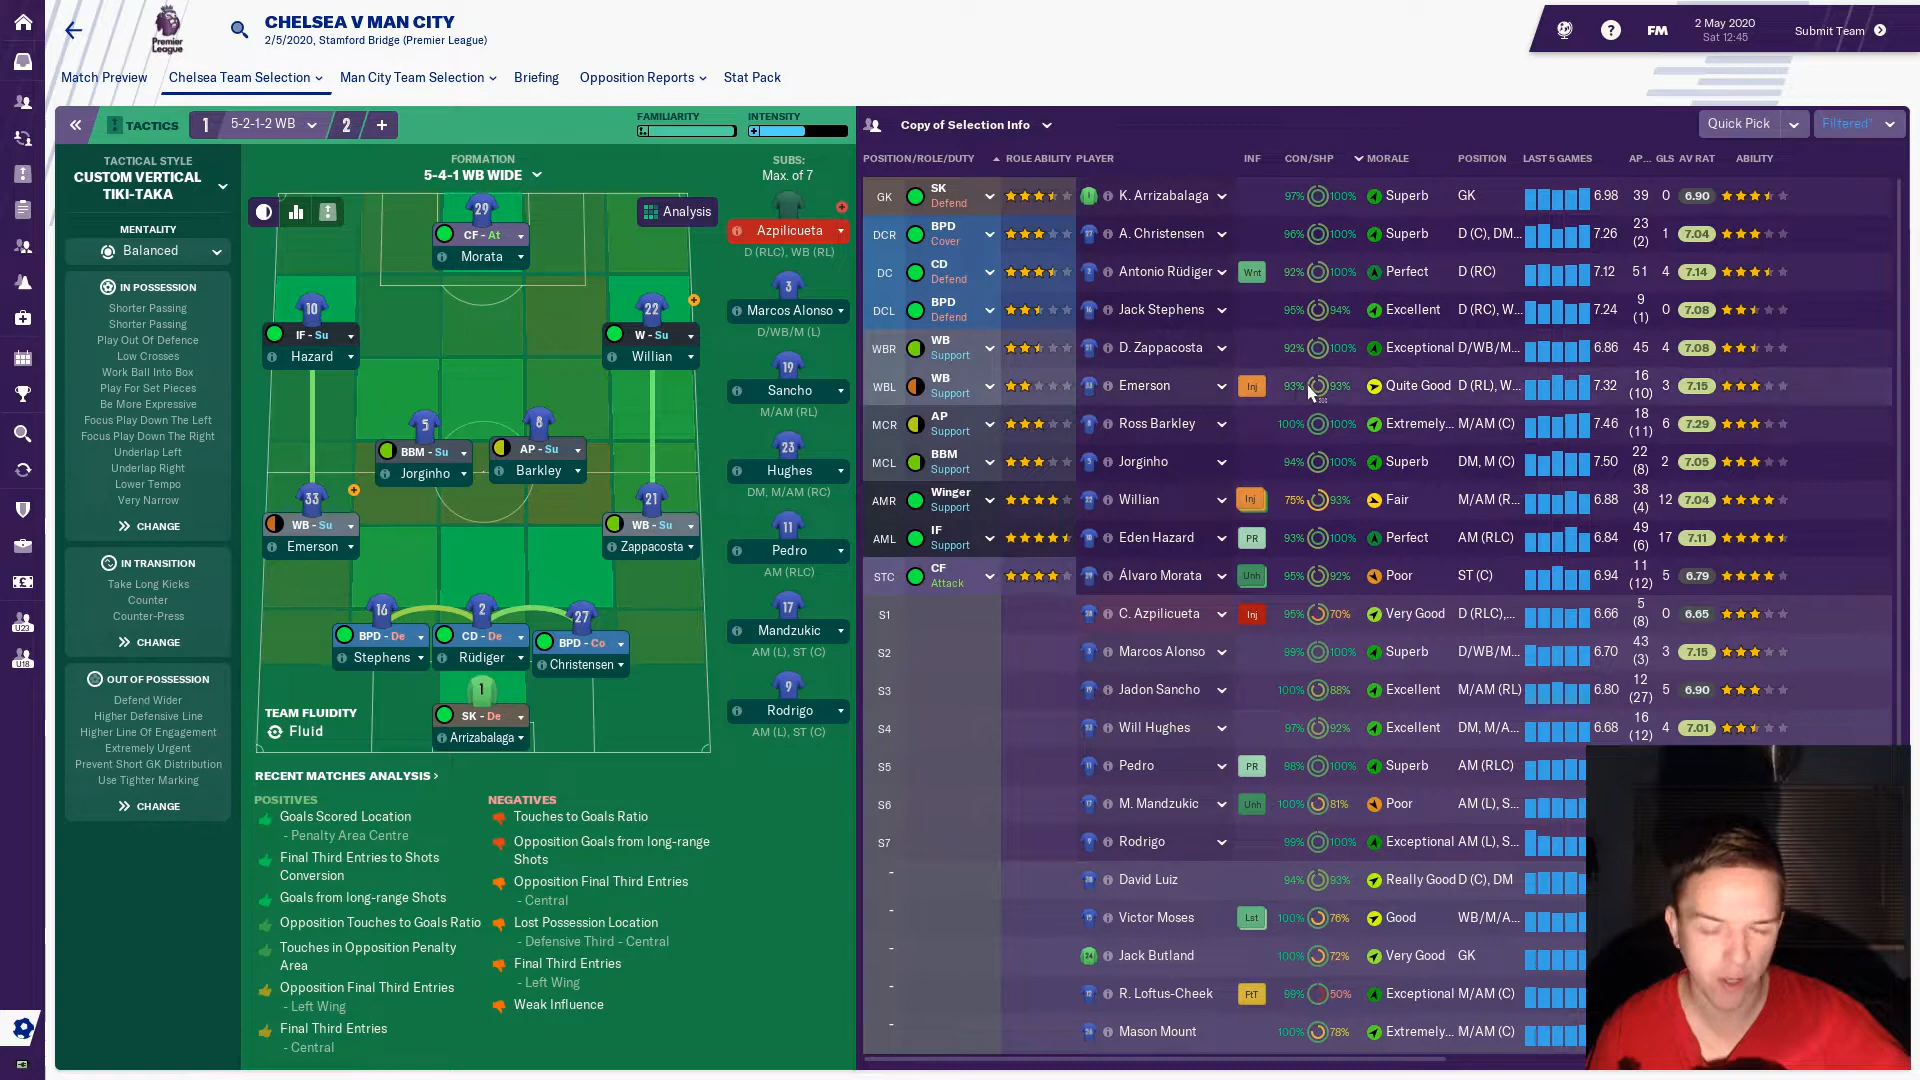 CHELSEA V MAN CITY
2/5/2020, Stamford Bridge (Premier League)
Premier League
FM
2 May 2020
Sat 12:45
Submit Team
Match Preview
Chelsea Team Selection
Man City Team Selection
Briefing
Opposition Reports
Stat Pack
TACTICS
1 5-2-1-2 WB
2 +
FAMILIARITY
INTENSITY
TACTICAL STYLE
CUSTOM VERTICAL
TIKI-TAKA
MENTALITY
Balanced
IN POSSESSION
Shorter Passing
Shorter Passing
Play Out Of Defence
Low Crosses
Work Ball Into Box
Play For Set Pieces
Be More Expressive
Focus Play Down The Left
Focus Play Down The Right
Underlap Left
Underlap Right
Lower Tempo
Very Narrow
CHANGE
IN TRANSITION
Take Long Kicks
Counter
Counter-Press
CHANGE
OUT OF POSSESSION
Defend Wider
Higher Defensive Line
Higher Line Of Engagement
Extremely Urgent
Prevent Short GK Distribution
Use Tighter Marking
CHANGE
U23
U18
FORMATION
5-4-1 WB WIDE
Analysis
29
CF - At
Morata
10
IF - Su
Hazard
22
W - Su
Willian
5
BBM - Su
Jorginho
8
AP - Su
Barkley
33
WB - Su
Emerson
21
WB - Su
Zappacosta
16
BPD - De
Stephens
2
CD - De
Rüdiger
27
BPD - Co
Christensen
1
SK - De
Arrizabalaga
TEAM FLUIDITY
Fluid
SUBS:
Max. of 7
Azpilicueta
D (RLC), WB (RL)
3
Marcos Alonso
D/WB/M (L)
19
Sancho
M/AM (RL)
23
Hughes
DM, M/AM (RC)
11
Pedro
AM (RLC)
17
Mandzukic
AM (L), ST (C)
9
Rodrigo
AM (L), ST (C)
RECENT MATCHES ANALYSIS >
POSITIVES
Goals Scored Location
- Penalty Area Centre
Final Third Entries to Shots
Conversion
Goals from long-range Shots
Opposition Touches to Goals Ratio
Touches in Opposition Penalty
Area
Opposition Final Third Entries
- Left Wing
Final Third Entries
- Central
NEGATIVES
Touches to Goals Ratio
Opposition Goals from long-range
Shots
Opposition Final Third Entries
- Central
Lost Possession Location
- Defensive Third - Central
Final Third Entries
- Left Wing
Weak Influence
Copy of Selection Info
Quick Pick
Filtered*
POSITION/ROLE/DUTY ROLE ABILITY PLAYER INF CON/SHP MORALE POSITION LAST 5 GAMES AP... GLS AV RAT ABILITY
GK SK Defend K. Arrizabalaga 97% 100% Superb GK 6.98 39 0 6.90
DCR BPD Cover A. Christensen 96% 100% Superb D (C), DM... 7.26 23 (2) 1 7.04
DC CD Defend Antonio Rüdiger Wnt 92% 100% Perfect D (RC) 7.12 51 4 7.14
DCL BPD Defend Jack Stephens 95% 94% Excellent D (RC), W... 7.24 9 (1) 0 7.08
WBR WB Support D. Zappacosta 92% 100% Exceptional D/WB/M... 6.86 45 4 7.08
WBL WB Support Emerson Inj 93% 93% Quite Good D (RL), W... 7.32 16 (10) 3 7.15
MCR AP Support Ross Barkley 100% 100% Extremely... M/AM (C) 7.46 18 (11) 6 7.29
MCL BBM Support Jorginho 94% 100% Superb DM, M (C) 7.50 22 (8) 2 7.05
AMR Winger Support Willian Inj 75% 93% Fair M/AM (R... 6.88 38 (4) 12 7.04
AML IF Support Eden Hazard PR 93% 100% Perfect AM (RLC) 6.84 49 (6) 17 7.11
STC CF Attack Álvaro Morata Unh 95% 92% Poor ST (C) 6.94 11 (12) 5 6.79
S1 C. Azpilicueta Inj 95% 70% Very Good D (RLC),... 6.66 5 (8) 0 6.65
S2 Marcos Alonso 99% 100% Superb D/WB/M... 6.70 43 (3) 3 7.15
S3 Jadon Sancho 100% 88% Excellent M/AM (RL) 6.80 12 (27) 5 6.90
S4 Will Hughes 97% 92% Excellent DM, M/A... 6.68 16 (12) 4 7.01
S5 Pedro PR 98% 100% Superb AM (RLC)
S6 M. Mandzukic Unh 100% 81% Poor AM (L), S...
S7 Rodrigo 99% 100% Exceptional AM (L), S...
- David Luiz 94% 93% Really Good D (C), DM
- Victor Moses Lst 100% 76% Good WB/M/A...
- Jack Butland 100% 72% Very Good GK
- R. Loftus-Cheek FtT 99% 50% Exceptional M/AM (C)
- Mason Mount 100% 78% Extremely... M/AM (C)